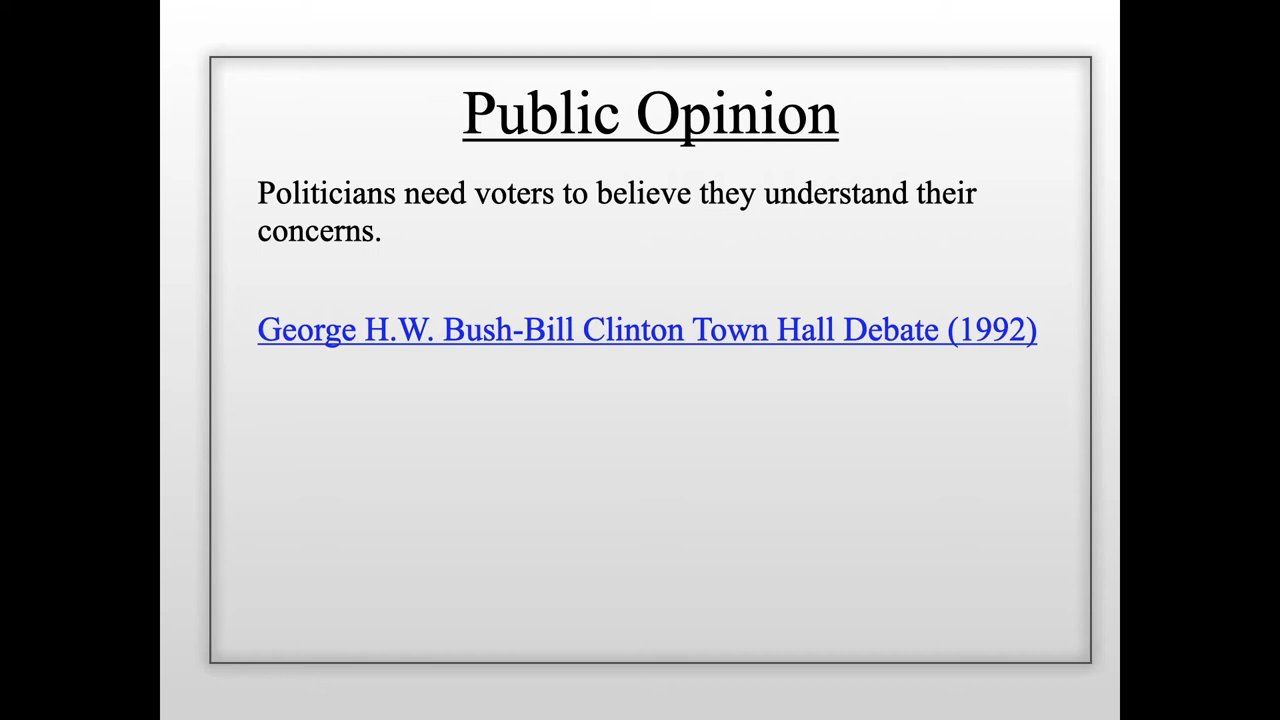 Public Opinion
Politicians need voters to believe they understand their
concerns.
George H.W. Bush-Bill Clinton Town Hall Debate (1992)